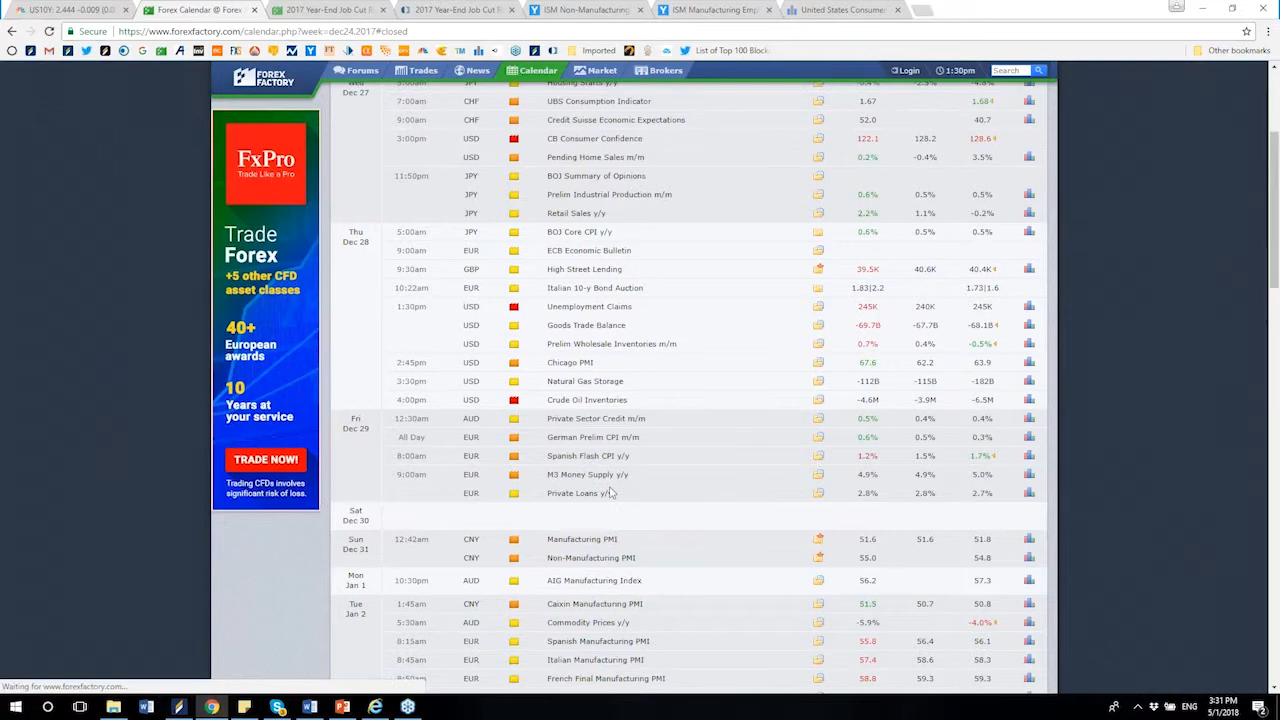 US10Y: 2.444 -0.009 (0.0
Forex Calendar @ Forex
2017 Year-End Job Cut R
2017 Year-End Job Cut R
ISM Non-Manufacturing
ISM Manufacturing Emp
United States Consume
Secure https://www.forexfactory.com/calendar.php?week=dec24.2017#closed
Imported
List of Top 100 Block
Other bookmarks
FOREX FACTORY Forums Trades News Calendar Market Brokers Login 1:30pm Search
Wed
Dec 27
7:00am CHF UBS Consumption Indicator 1.67 1.68
9:00am CHF Credit Suisse Economic Expectations 52.0 40.7
3:00pm USD CB Consumer Confidence 122.1 128.2 128.6
USD Pending Home Sales m/m 0.2% -0.4% 3.5%
11:50pm JPY BOJ Summary of Opinions
JPY Prelim Industrial Production m/m 0.6% 0.5% 0.5%
JPY Retail Sales y/y 2.2% 1.1% -0.2%
Thu
Dec 28
5:00am JPY BOJ Core CPI y/y 0.6% 0.5% 0.5%
9:00am EUR ECB Economic Bulletin
9:30am GBP High Street Lending 39.5K 40.6K 40.4K
10:22am EUR Italian 10-y Bond Auction 1.83|2.2 1.73|1.6
1:30pm USD Unemployment Claims 245K 240K 245K
USD Goods Trade Balance -69.7B -67.7B -68.1B
USD Prelim Wholesale Inventories m/m 0.7% 0.4% -0.5%
2:45pm USD Chicago PMI 67.6 62.2 63.9
3:30pm USD Natural Gas Storage -112B -115B -182B
4:00pm USD Crude Oil Inventories -4.6M -3.9M -6.5M
Fri
Dec 29
12:30am AUD Private Sector Credit m/m 0.5% 0.4% 0.4%
All Day EUR German Prelim CPI m/m 0.6% 0.5% 0.3%
8:00am EUR Spanish Flash CPI y/y 1.2% 1.5% 1.7%
9:00am EUR M3 Money Supply y/y 4.9% 4.9% 5.0%
EUR Private Loans y/y 2.8% 2.8% 2.7%
Sat
Dec 30
Sun
Dec 31
12:42am CNY Manufacturing PMI 51.6 51.6 51.8
CNY Non-Manufacturing PMI 55.0 54.8
Mon
Jan 1
10:30pm AUD AIG Manufacturing Index 56.2 57.3
Tue
Jan 2
1:45am CNY Caixin Manufacturing PMI 51.5 50.7 50.8
5:30am AUD Commodity Prices y/y -5.9% -4.0%
8:15am EUR Spanish Manufacturing PMI 55.8 56.4 56.1
8:45am EUR Italian Manufacturing PMI 57.4 58.6 58.3
8:50am EUR French Final Manufacturing PMI 58.8 59.3 59.3
FxPro
Trade Like a Pro
Trade
Forex
+5 other CFD
asset classes
40+
European
awards
10
Years at
your service
TRADE NOW!
Trading CFDs involves
significant risk of loss.
Waiting for www.forexfactory.com...
ENG
3:31 PM
5/1/2018